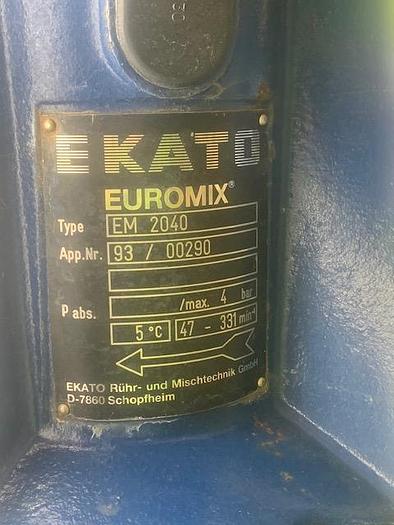 EKATO
EUROMIX®
Type EM 2040
App.Nr. 93 / 00290
P abs. /max. 4 bar
5 °C 47 - 331 min⁻¹
EKATO Rühr- und Mischtechnik GmbH
D-7860 Schopfheim